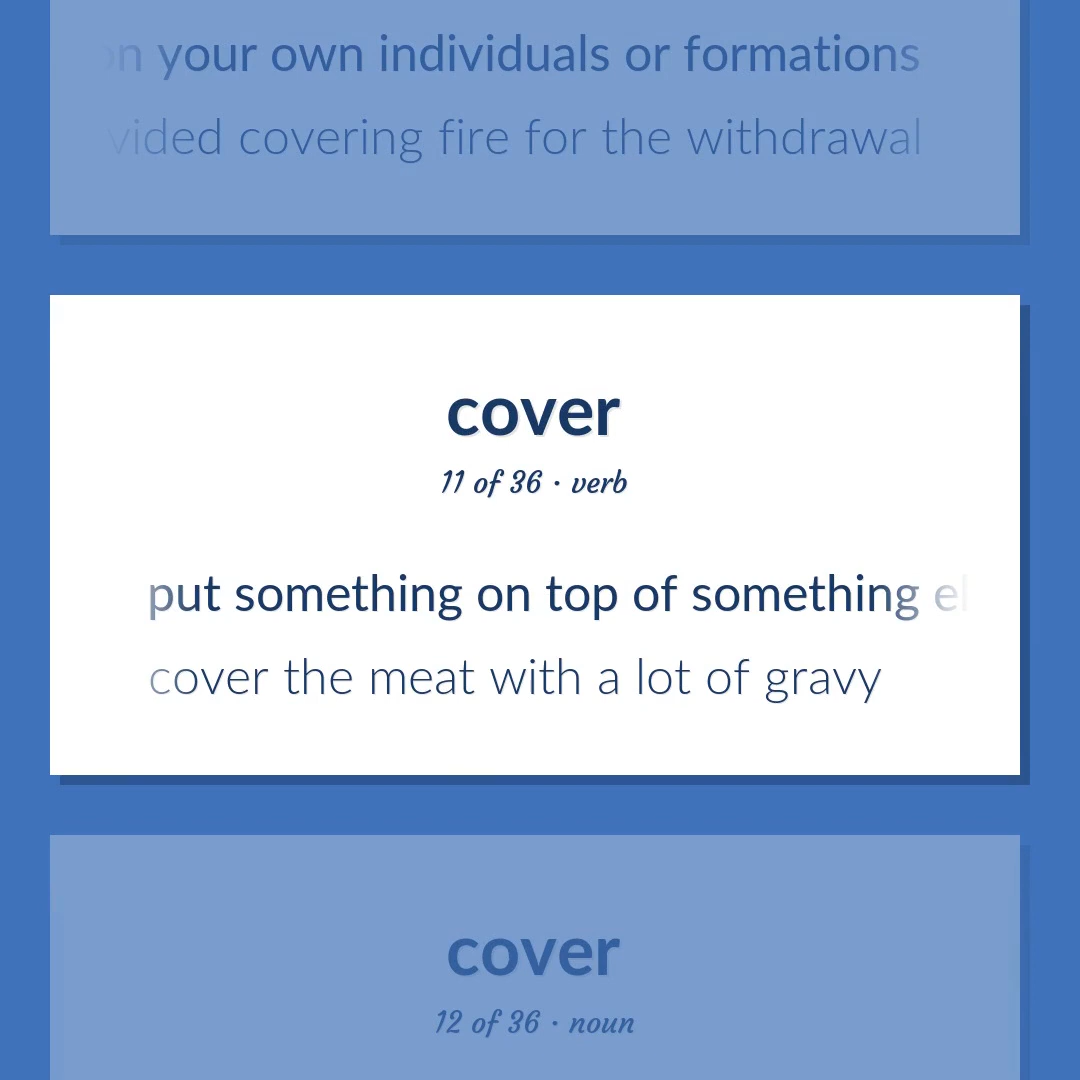 your own individuals or formations
covering fire for the withdrawal
cover
11 of 36 · verb
put something on top of something
cover the meat with a lot of gravy
cover
12 of 36 · noun